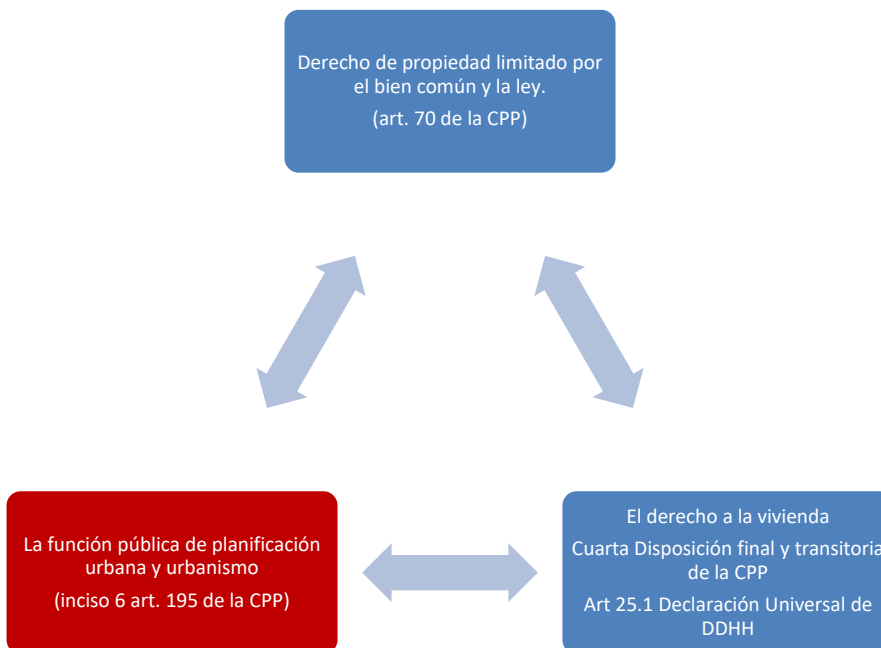 Derecho de propiedad limitado por
el bien común y la ley.
(art. 70 de la CPP)
La función pública de planificación
urbana y urbanismo
(inciso 6 art. 195 de la CPP)
El derecho a la vivienda
Cuarta Disposición final y transitoria
de la CPP
Art 25.1 Declaración Universal de
DDHH